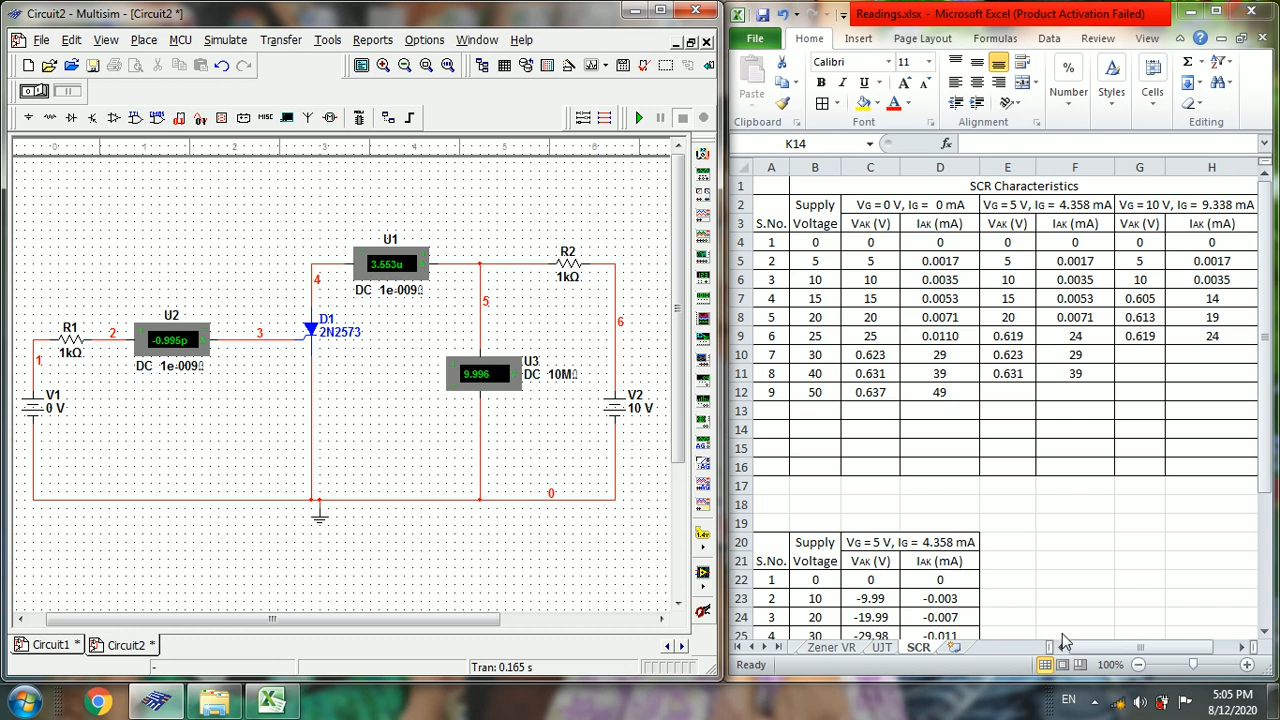 Circuit2 - Multisim - [Circuit2 *]
File Edit View Place MCU Simulate Transfer Tools Reports Options Window Help
MISC
0 1 2 3 4 5 6
U1
3.553u
DC 1e-009Ω
4
R2
1kΩ
5
6
U2
-0.995p
DC 1e-009Ω
R1
1kΩ
1
2
3
D1
2N2573
U3
9.996
DC 10MΩ
V1
0 V
V2
10 V
0
Circuit1 * Circuit2 *
- Tran: 0.165 s
Readings.xlsx - Microsoft Excel (Product Activation Failed)
File Home Insert Page Layout Formulas Data Review View
Paste Calibri 11 B I U A A A % Number Styles Cells Σ
Clipboard Font Alignment Editing
K14 fx
A B C D E F G H
1 SCR Characteristics
2 Supply VG = 0 V, IG = 0 mA VG = 5 V, IG = 4.358 mA VG = 10 V, IG = 9.338 mA
3 S.No. Voltage VAK (V) IAK (mA) VAK (V) IAK (mA) VAK (V) IAK (mA)
4 1 0 0 0 0 0 0 0
5 2 5 5 0.0017 5 0.0017 5 0.0017
6 3 10 10 0.0035 10 0.0035 10 0.0035
7 4 15 15 0.0053 15 0.0053 0.605 14
8 5 20 20 0.0071 20 0.0071 0.613 19
9 6 25 25 0.0110 0.619 24 0.619 24
10 7 30 0.623 29 0.623 29
11 8 40 0.631 39 0.631 39
12 9 50 0.637 49
13
14
15
16
17
18
19
20 Supply VG = 5 V, IG = 4.358 mA
21 S.No. Voltage VAK (V) IAK (mA)
22 1 0 0 0
23 2 10 -9.99 -0.003
24 3 20 -19.99 -0.007
25 4 30 -29.98 -0.011
Zener VR UJT SCR
Ready 100%
EN
5:05 PM
8/12/2020